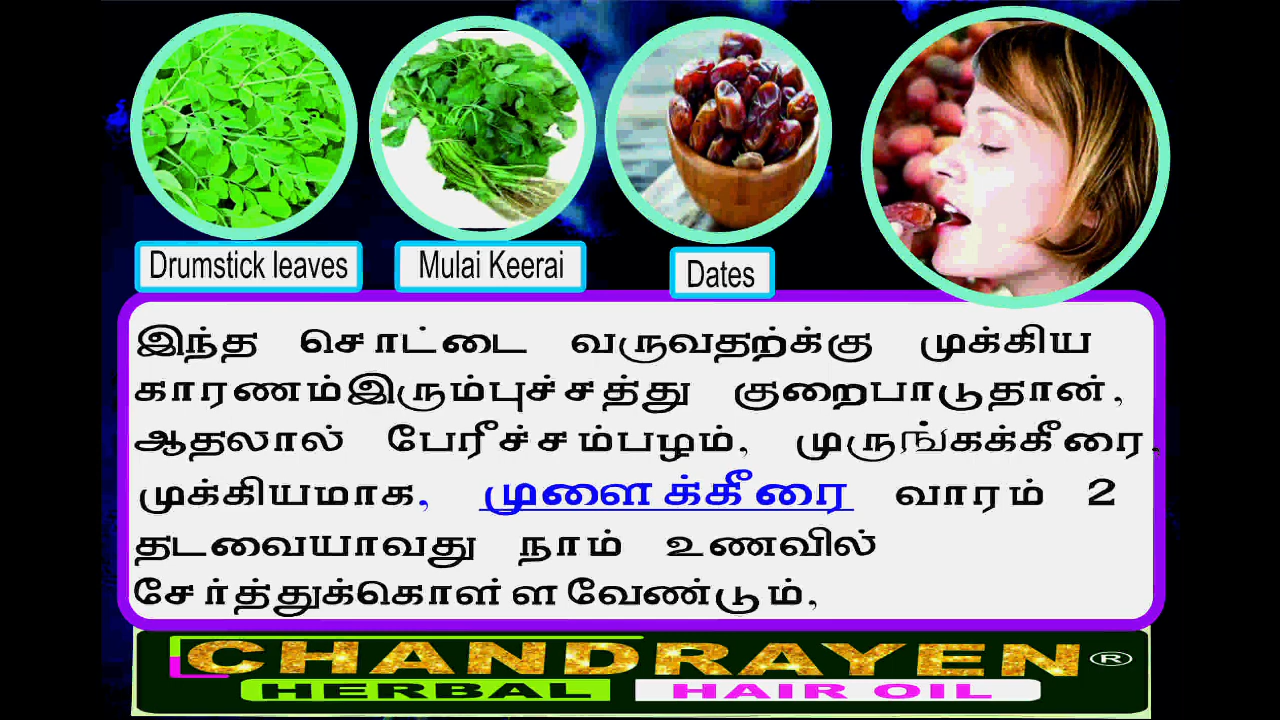 Drumstick leaves
Mulai Keerai
Dates
இந்த சொட்டை வருவதற்க்கு முக்கிய
காரணம்இரும்புச்சத்து குறைபாடுதான்,
ஆதலால் பேரீச்சம்பழம், முருங்கக்கீரை,
முக்கியமாக, முளைக்கீரை வாரம் 2
தடவையாவது நாம் உணவில்
சேர்த்துக்கொள்ளவேண்டும்,
CHANDRAYEN®
HERBAL HAIR OIL